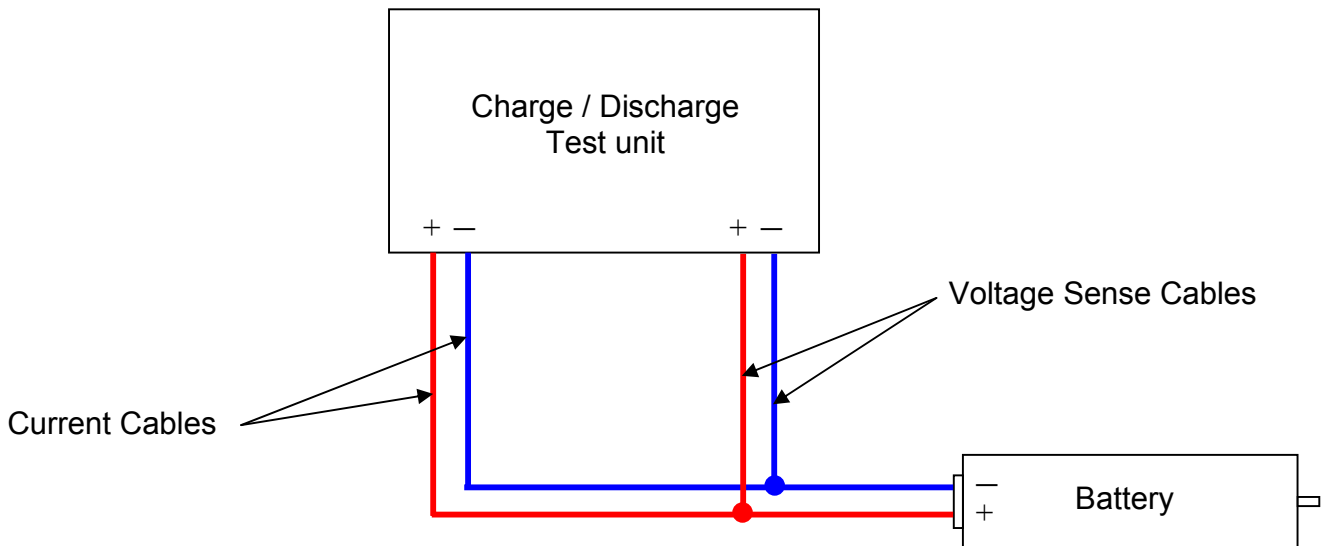 Charge / Discharge
Test unit
+ − + −
Voltage Sense Cables
Current Cables
−
+
Battery